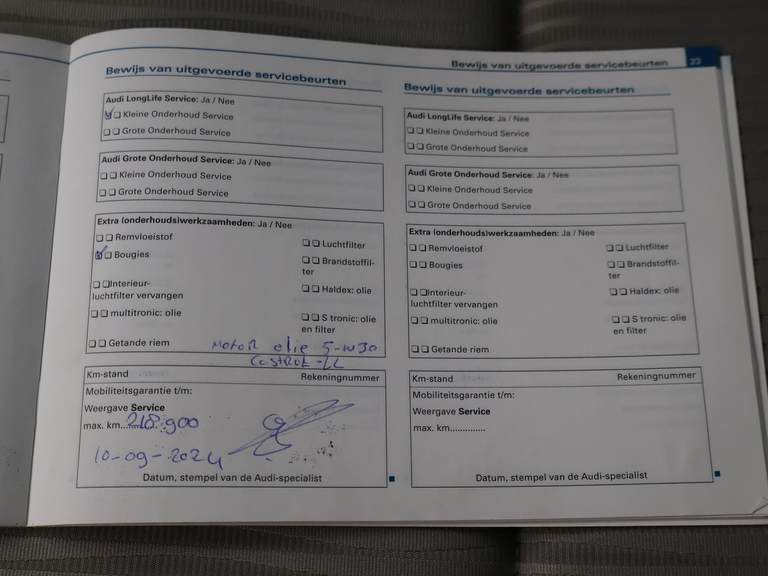 Bewijs van uitgevoerde servicebeurten 23
Bewijs van uitgevoerde servicebeurten
Audi LongLife Service: Ja / Nee
Kleine Onderhoud Service
Grote Onderhoud Service
Audi Grote Onderhoud Service: Ja / Nee
Kleine Onderhoud Service
Grote Onderhoud Service
Extra (onderhouds)werkzaamheden: Ja / Nee
Remvloeistof
Luchtfilter
Bougies
Brandstoffil-
ter
Interieur-
luchtfilter vervangen
Haldex: olie
multitronic: olie
S tronic: olie
en filter
Getande riem
Motor olie 5-W30
Castrol-LL
Km-stand Rekeningnummer
Mobiliteitsgarantie t/m:
Weergave Service
max. km....218.900
10-09-2024
Datum, stempel van de Audi-specialist
Bewijs van uitgevoerde servicebeurten
Audi LongLife Service: Ja / Nee
Kleine Onderhoud Service
Grote Onderhoud Service
Audi Grote Onderhoud Service: Ja / Nee
Kleine Onderhoud Service
Grote Onderhoud Service
Extra (onderhouds)werkzaamheden: Ja / Nee
Remvloeistof
Luchtfilter
Bougies
Brandstoffil-
ter
Interieur-
luchtfilter vervangen
Haldex: olie
multitronic: olie
S tronic: olie
en filter
Getande riem
Km-stand Rekeningnummer
Mobiliteitsgarantie t/m:
Weergave Service
max. km..............
Datum, stempel van de Audi-specialist